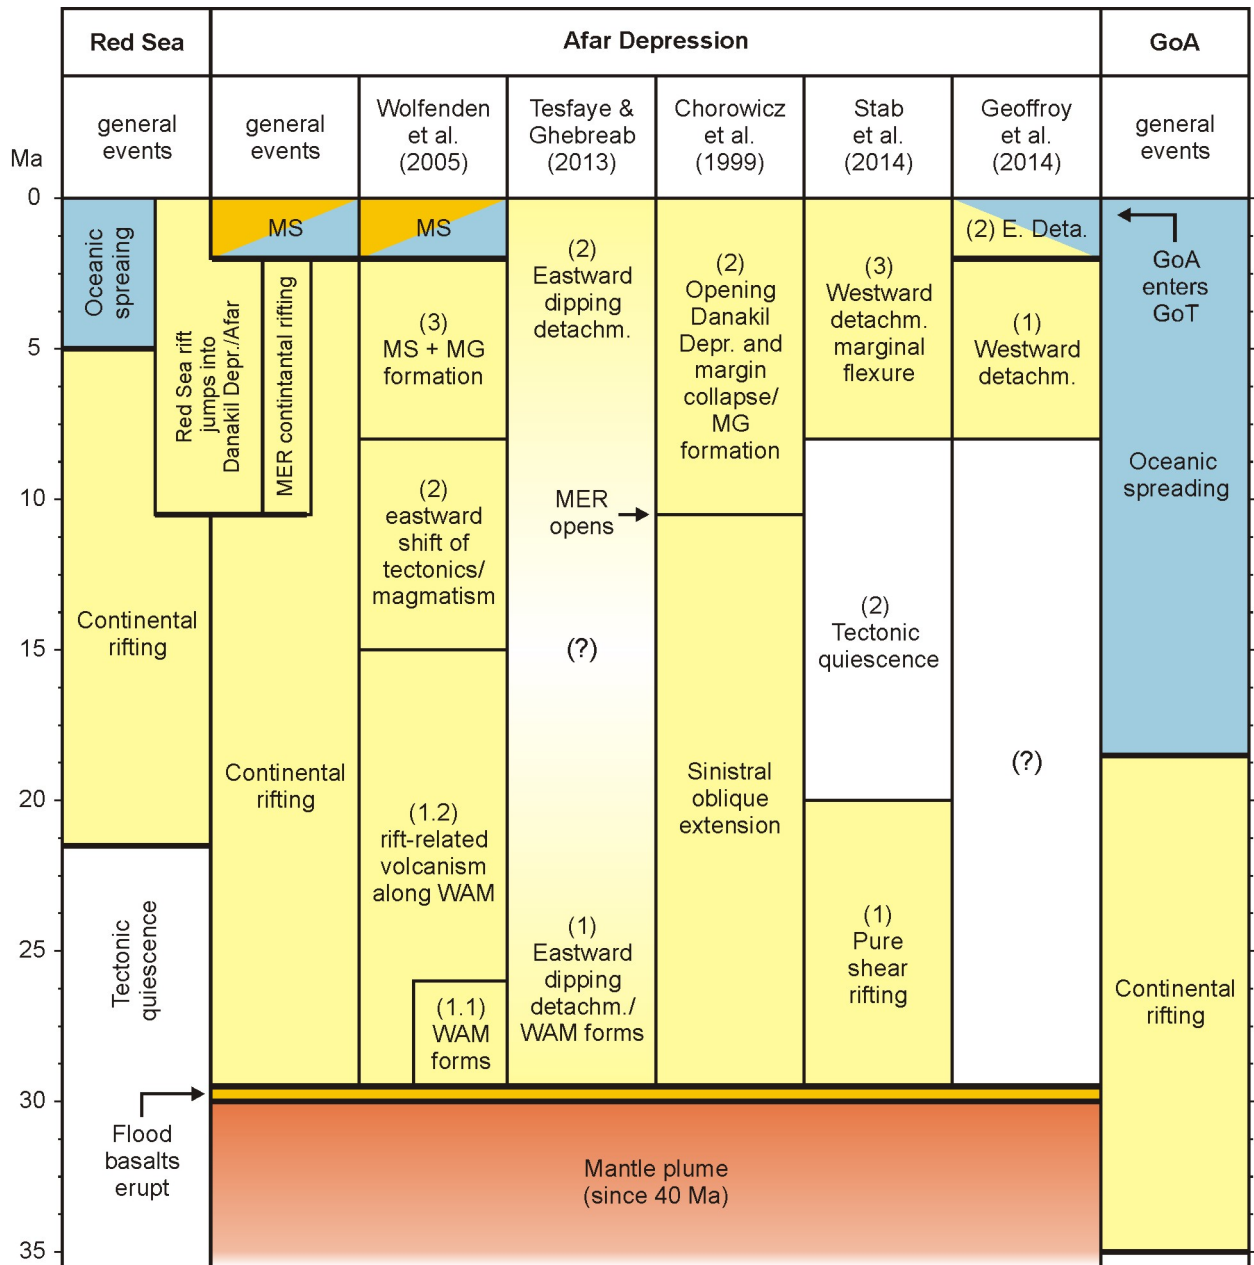 Red Sea
Afar Depression
GoA
Ma
general
events
general
events
Wolfenden
et al.
(2005)
Tesfaye &
Ghebreab
(2013)
Chorowicz
et al.
(1999)
Stab
et al.
(2014)
Geoffroy
et al.
(2014)
general
events
0
5
10
15
20
25
30
35
Oceanic
spreaing
Continental
rifting
Tectonic
quiescence
Flood
basalts
erupt
Red Sea rift
jumps into
Danakil Depr./Afar
MER contintantal rifting
MS
Continental
rifting
MS
(3)
MS + MG
formation
(2)
eastward
shift of
tectonics/
magmatism
(1.2)
rift-related
volcanism
along WAM
(1.1)
WAM
forms
(2)
Eastward
dipping
detachm.
MER
opens
(?)
(1)
Eastward
dipping
detachm./
WAM forms
(2)
Opening
Danakil
Depr. and
margin
collapse/
MG
formation
Sinistral
oblique
extension
(3)
Westward
detachm.
marginal
flexure
(2)
Tectonic
quiescence
(1)
Pure
shear
rifting
(2) E. Deta.
(1)
Westward
detachm.
(?)
GoA
enters
GoT
Oceanic
spreading
Continental
rifting
Mantle plume
(since 40 Ma)